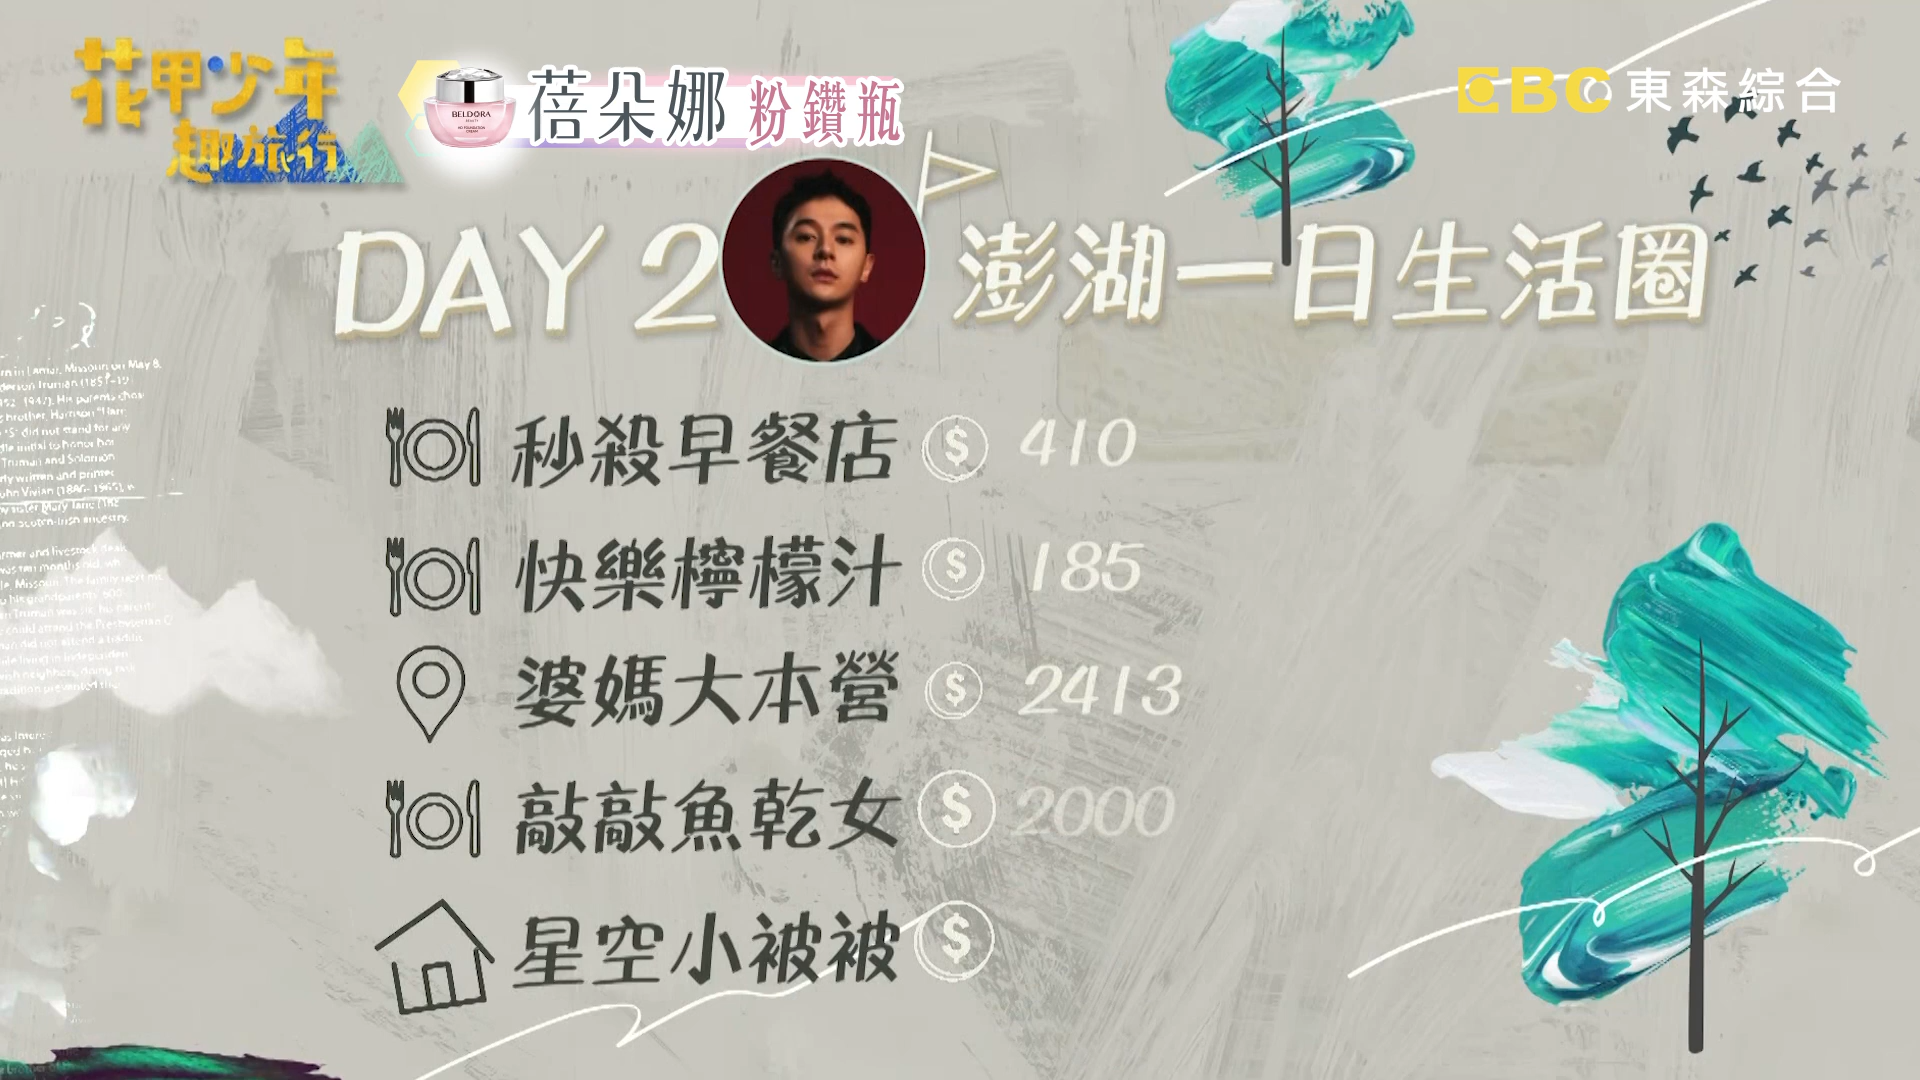 花甲少年
趣旅行
BELDORA
蓓朵娜 粉鑽瓶
EBC 東森綜合
DAY 2 澎湖一日生活圈
秒殺早餐店 $ 410
快樂檸檬汁 $ 185
婆媽大本營 $ 2413
敲敲魚乾女 $ 2000
星空小被被 $